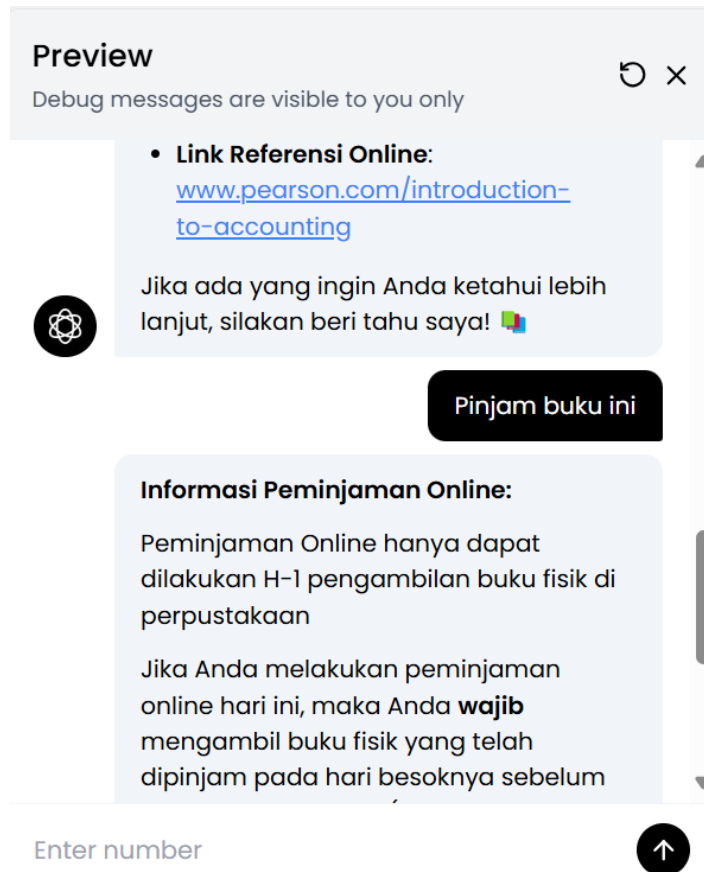 Preview
Debug messages are visible to you only
• Link Referensi Online:
www.pearson.com/introduction-
to-accounting
Jika ada yang ingin Anda ketahui lebih
lanjut, silakan beri tahu saya!
Pinjam buku ini
Informasi Peminjaman Online:
Peminjaman Online hanya dapat
dilakukan H-1 pengambilan buku fisik di
perpustakaan
Jika Anda melakukan peminjaman
online hari ini, maka Anda wajib
mengambil buku fisik yang telah
dipinjam pada hari besoknya sebelum
Enter number